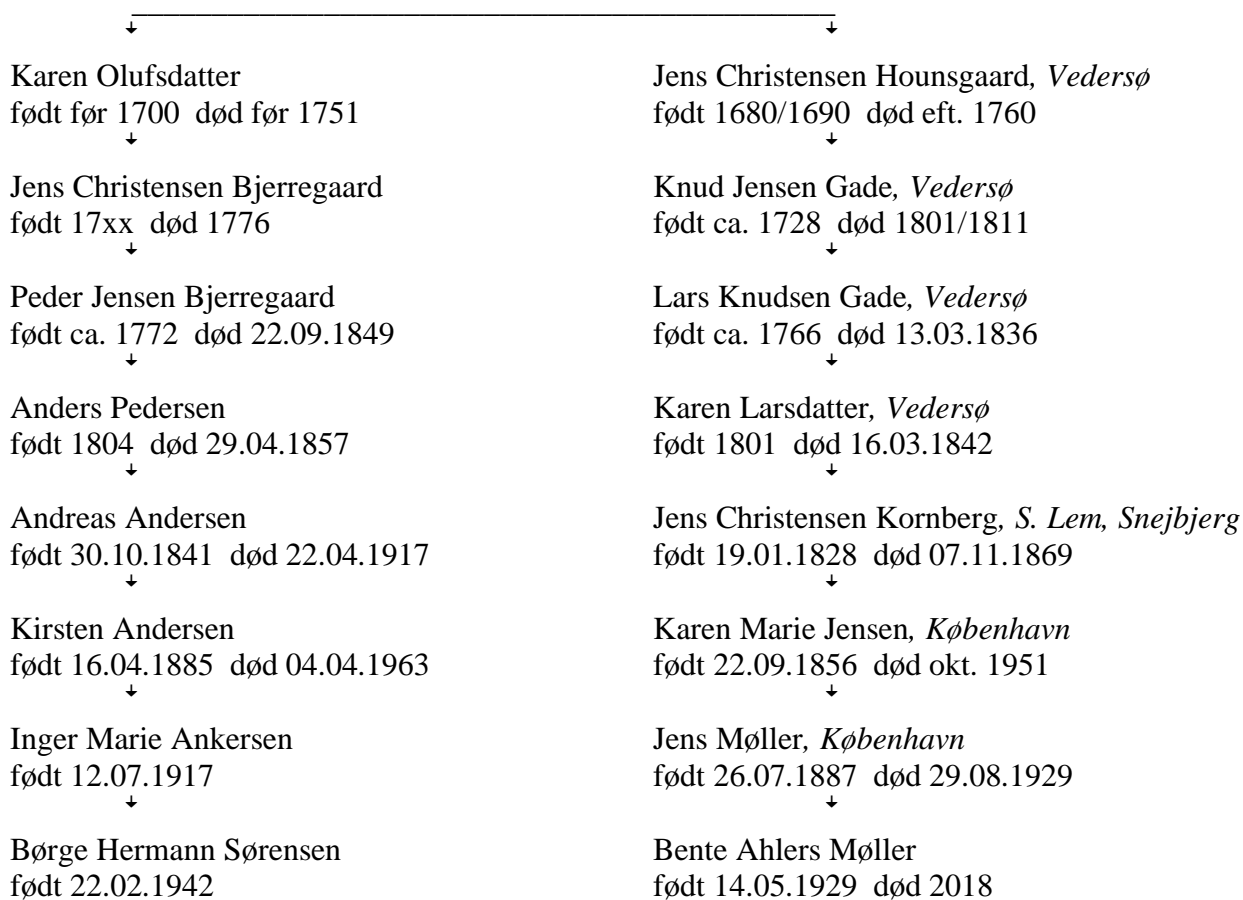 Karen Olufsdatter
født før 1700 død før 1751
Jens Christensen Bjerregaard
født 17xx død 1776
Peder Jensen Bjerregaard
født ca. 1772 død 22.09.1849
Anders Pedersen
født 1804 død 29.04.1857
Andreas Andersen
født 30.10.1841 død 22.04.1917
Kirsten Andersen
født 16.04.1885 død 04.04.1963
Inger Marie Ankersen
født 12.07.1917
Børge Hermann Sørensen
født 22.02.1942
Jens Christensen Hounsgaard, Vedersø
født 1680/1690 død eft. 1760
Knud Jensen Gade, Vedersø
født ca. 1728 død 1801/1811
Lars Knudsen Gade, Vedersø
født ca. 1766 død 13.03.1836
Karen Larsdatter, Vedersø
født 1801 død 16.03.1842
Jens Christensen Kornberg, S. Lem, Snejbjerg
født 19.01.1828 død 07.11.1869
Karen Marie Jensen, København
født 22.09.1856 død okt. 1951
Jens Møller, København
født 26.07.1887 død 29.08.1929
Bente Ahlers Møller
født 14.05.1929 død 2018